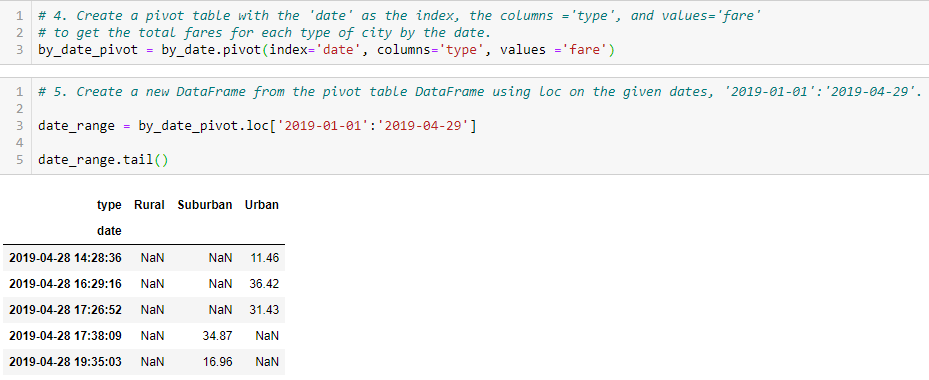 1 # 4. Create a pivot table with the 'date' as the index, the columns ='type', and values='fare'
2 # to get the total fares for each type of city by the date.
3 by_date_pivot = by_date.pivot(index='date', columns='type', values ='fare')
1 # 5. Create a new DataFrame from the pivot table DataFrame using loc on the given dates, '2019-01-01':'2019-04-29'.
2
3 date_range = by_date_pivot.loc['2019-01-01':'2019-04-29']
4
5 date_range.tail()
type Rural Suburban Urban
date
2019-04-28 14:28:36 NaN NaN 11.46
2019-04-28 16:29:16 NaN NaN 36.42
2019-04-28 17:26:52 NaN NaN 31.43
2019-04-28 17:38:09 NaN 34.87 NaN
2019-04-28 19:35:03 NaN 16.96 NaN